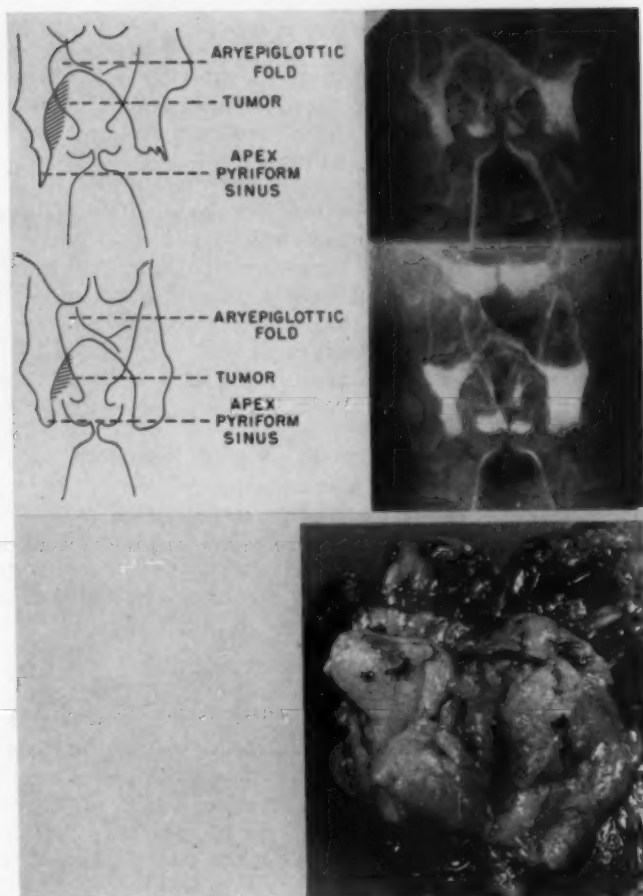 ARYEPIGLOTTIC
FOLD
TUMOR
APEX
PYRIFORM
SINUS
ARYEPIGLOTTIC
FOLD
TUMOR
APEX
PYRIFORM
SINUS